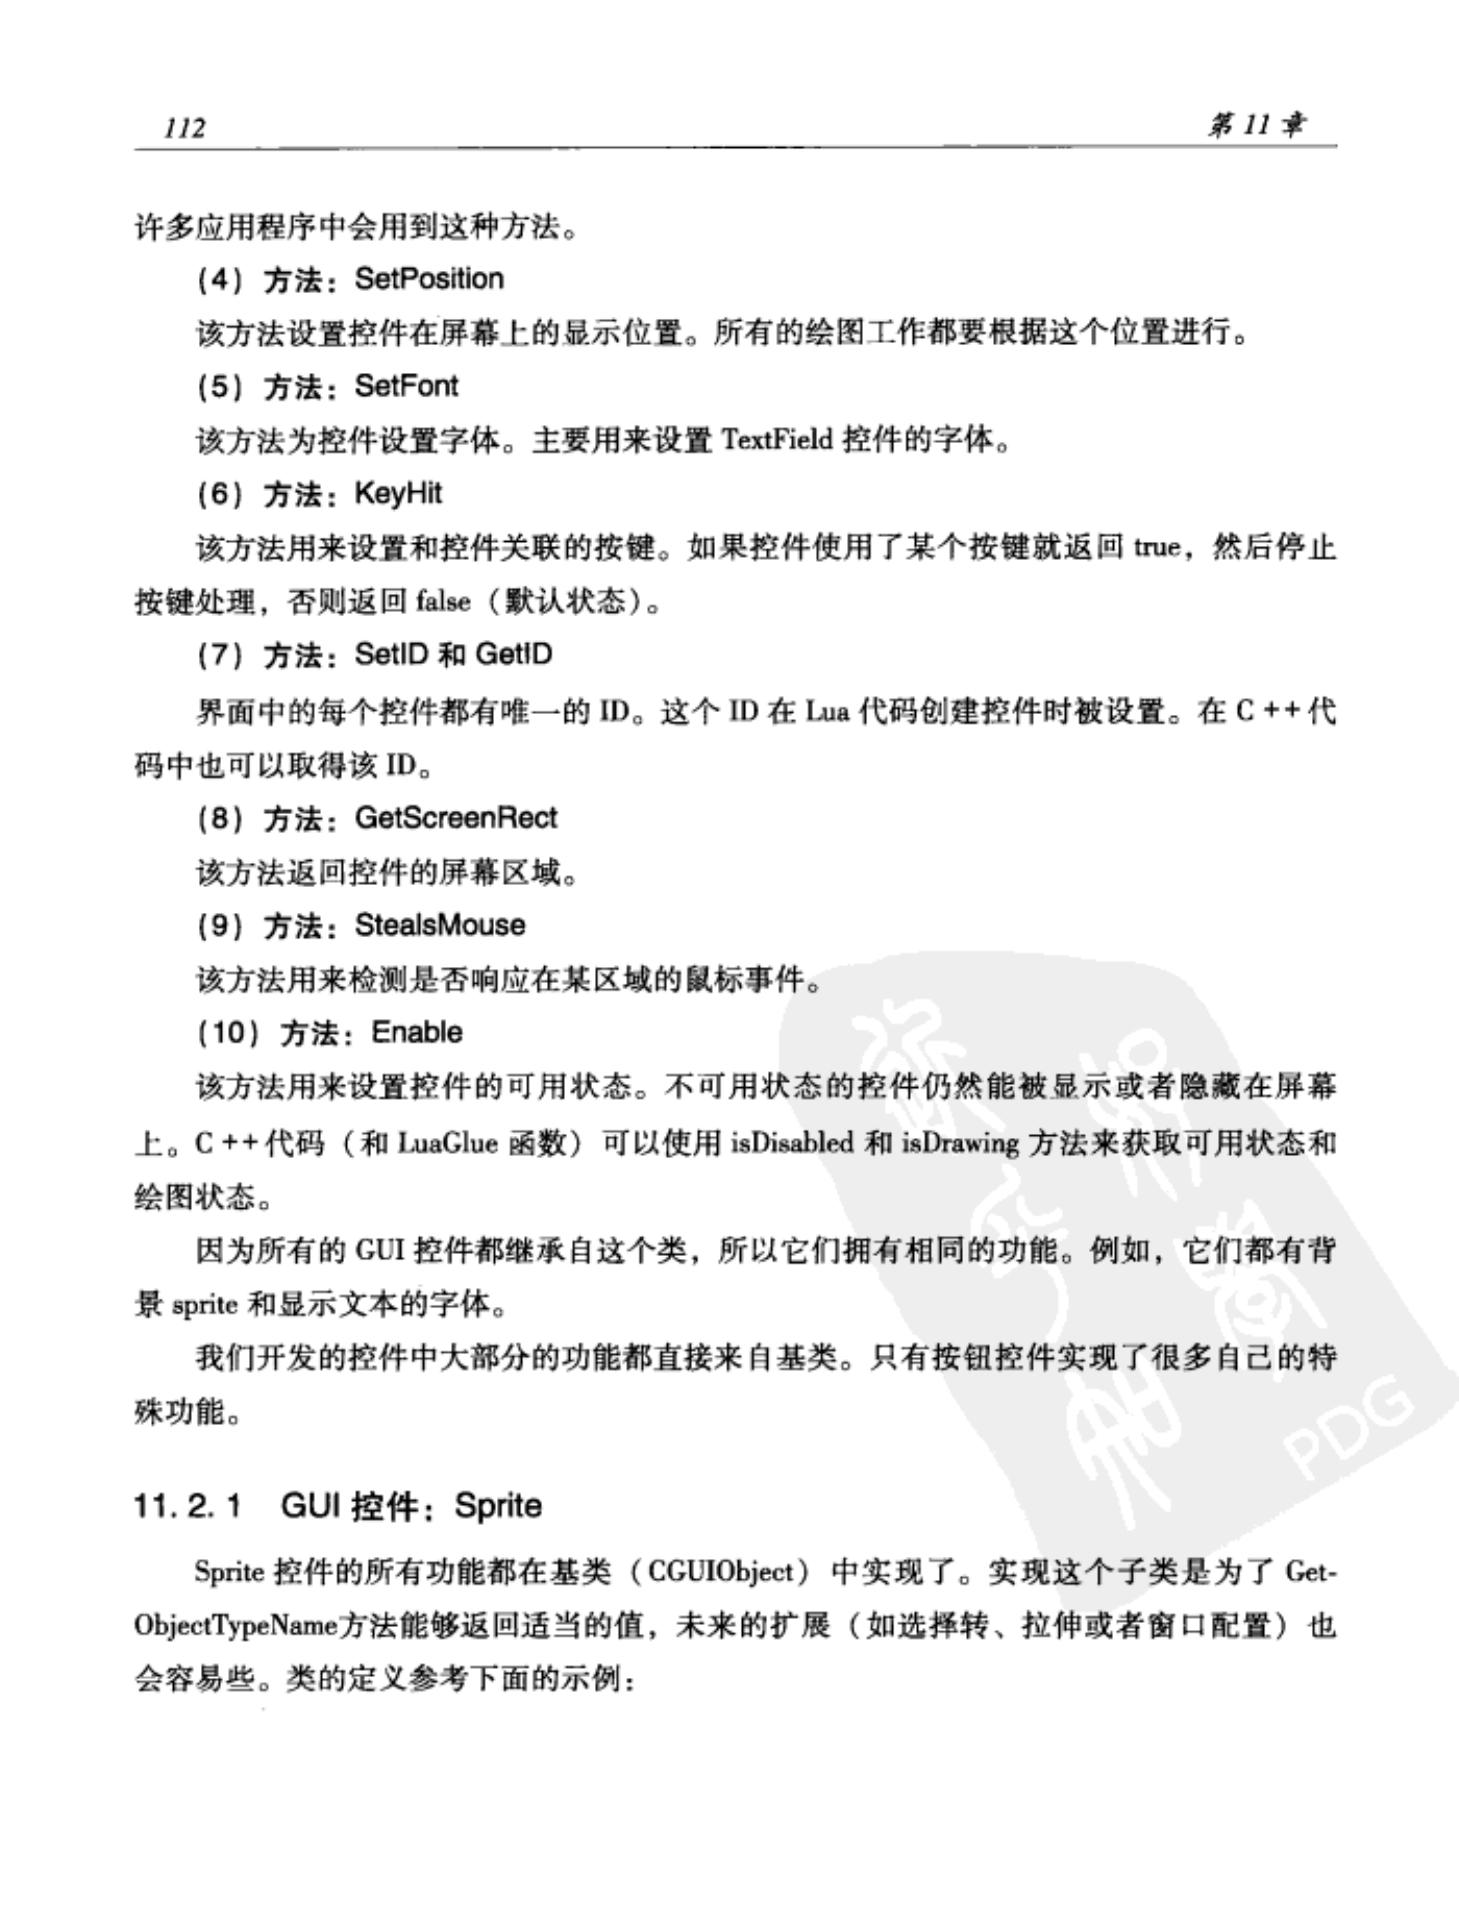 112
第 11 章
许多应用程序中会用到这种方法。
(4) 方法：SetPosition
该方法设置控件在屏幕上的显示位置。所有的绘图工作都要根据这个位置进行。
(5) 方法：SetFont
该方法为控件设置字体。主要用来设置 TextField 控件的字体。
(6) 方法：KeyHit
该方法用来设置和控件关联的按键。如果控件使用了某个按键就返回 true，然后停止
按键处理，否则返回 false（默认状态）。
(7) 方法：SetID 和 GetID
界面中的每个控件都有唯一的 ID。这个 ID 在 Lua 代码创建控件时被设置。在 C ++代
码中也可以取得该 ID。
(8) 方法：GetScreenRect
该方法返回控件的屏幕区域。
(9) 方法：StealsMouse
该方法用来检测是否响应在某区域的鼠标事件。
(10) 方法：Enable
该方法用来设置控件的可用状态。不可用状态的控件仍然能被显示或者隐藏在屏幕
上。C ++代码（和 LuaGlue 函数）可以使用 isDisabled 和 isDrawing 方法来获取可用状态和
绘图状态。
因为所有的 GUI 控件都继承自这个类，所以它们拥有相同的功能。例如，它们都有背
景 sprite 和显示文本的字体。
我们开发的控件中大部分的功能都直接来自基类。只有按钮控件实现了很多自己的特
殊功能。
PDG
11. 2. 1 GUI 控件：Sprite
Sprite 控件的所有功能都在基类（CGUIObject）中实现了。实现这个子类是为了 Get-
ObjectTypeName方法能够返回适当的值，未来的扩展（如选择转、拉伸或者窗口配置）也
会容易些。类的定义参考下面的示例：